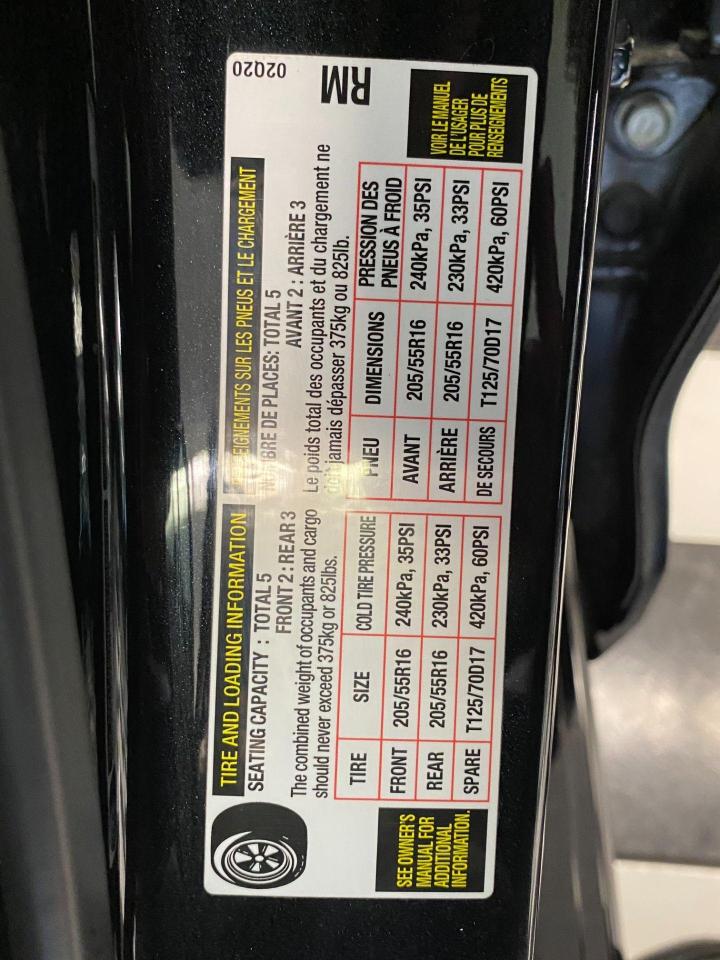 TIRE AND LOADING INFORMATION
SEATING CAPACITY : TOTAL 5
FRONT 2 : REAR 3
The combined weight of occupants and cargo
should never exceed 375kg or 825lbs.
TIRE SIZE COLD TIRE PRESSURE
FRONT 205/55R16 240kPa, 35PSI
REAR 205/55R16 230kPa, 33PSI
SPARE T125/70D17 420kPa, 60PSI
SEE OWNER'S
MANUAL FOR
ADDITIONAL
INFORMATION.
SUR LES PNEUS ET LE CHARGEMENT
DE PLACES: TOTAL 5
AVANT 2 : ARRIÈRE 3
Le poids total des occupants et du chargement ne
doit jamais dépasser 375kg ou 825lb.
PNEU DIMENSIONS PRESSION DES
PNEUS À FROID
AVANT 205/55R16 240kPa, 35PSI
ARRIÈRE 205/55R16 230kPa, 33PSI
DE SECOURS T125/70D17 420kPa, 60PSI
VOIR LE MANUEL
DE L'USAGER
POUR PLUS DE
RENSEIGNEMENTS
02Q20
RM